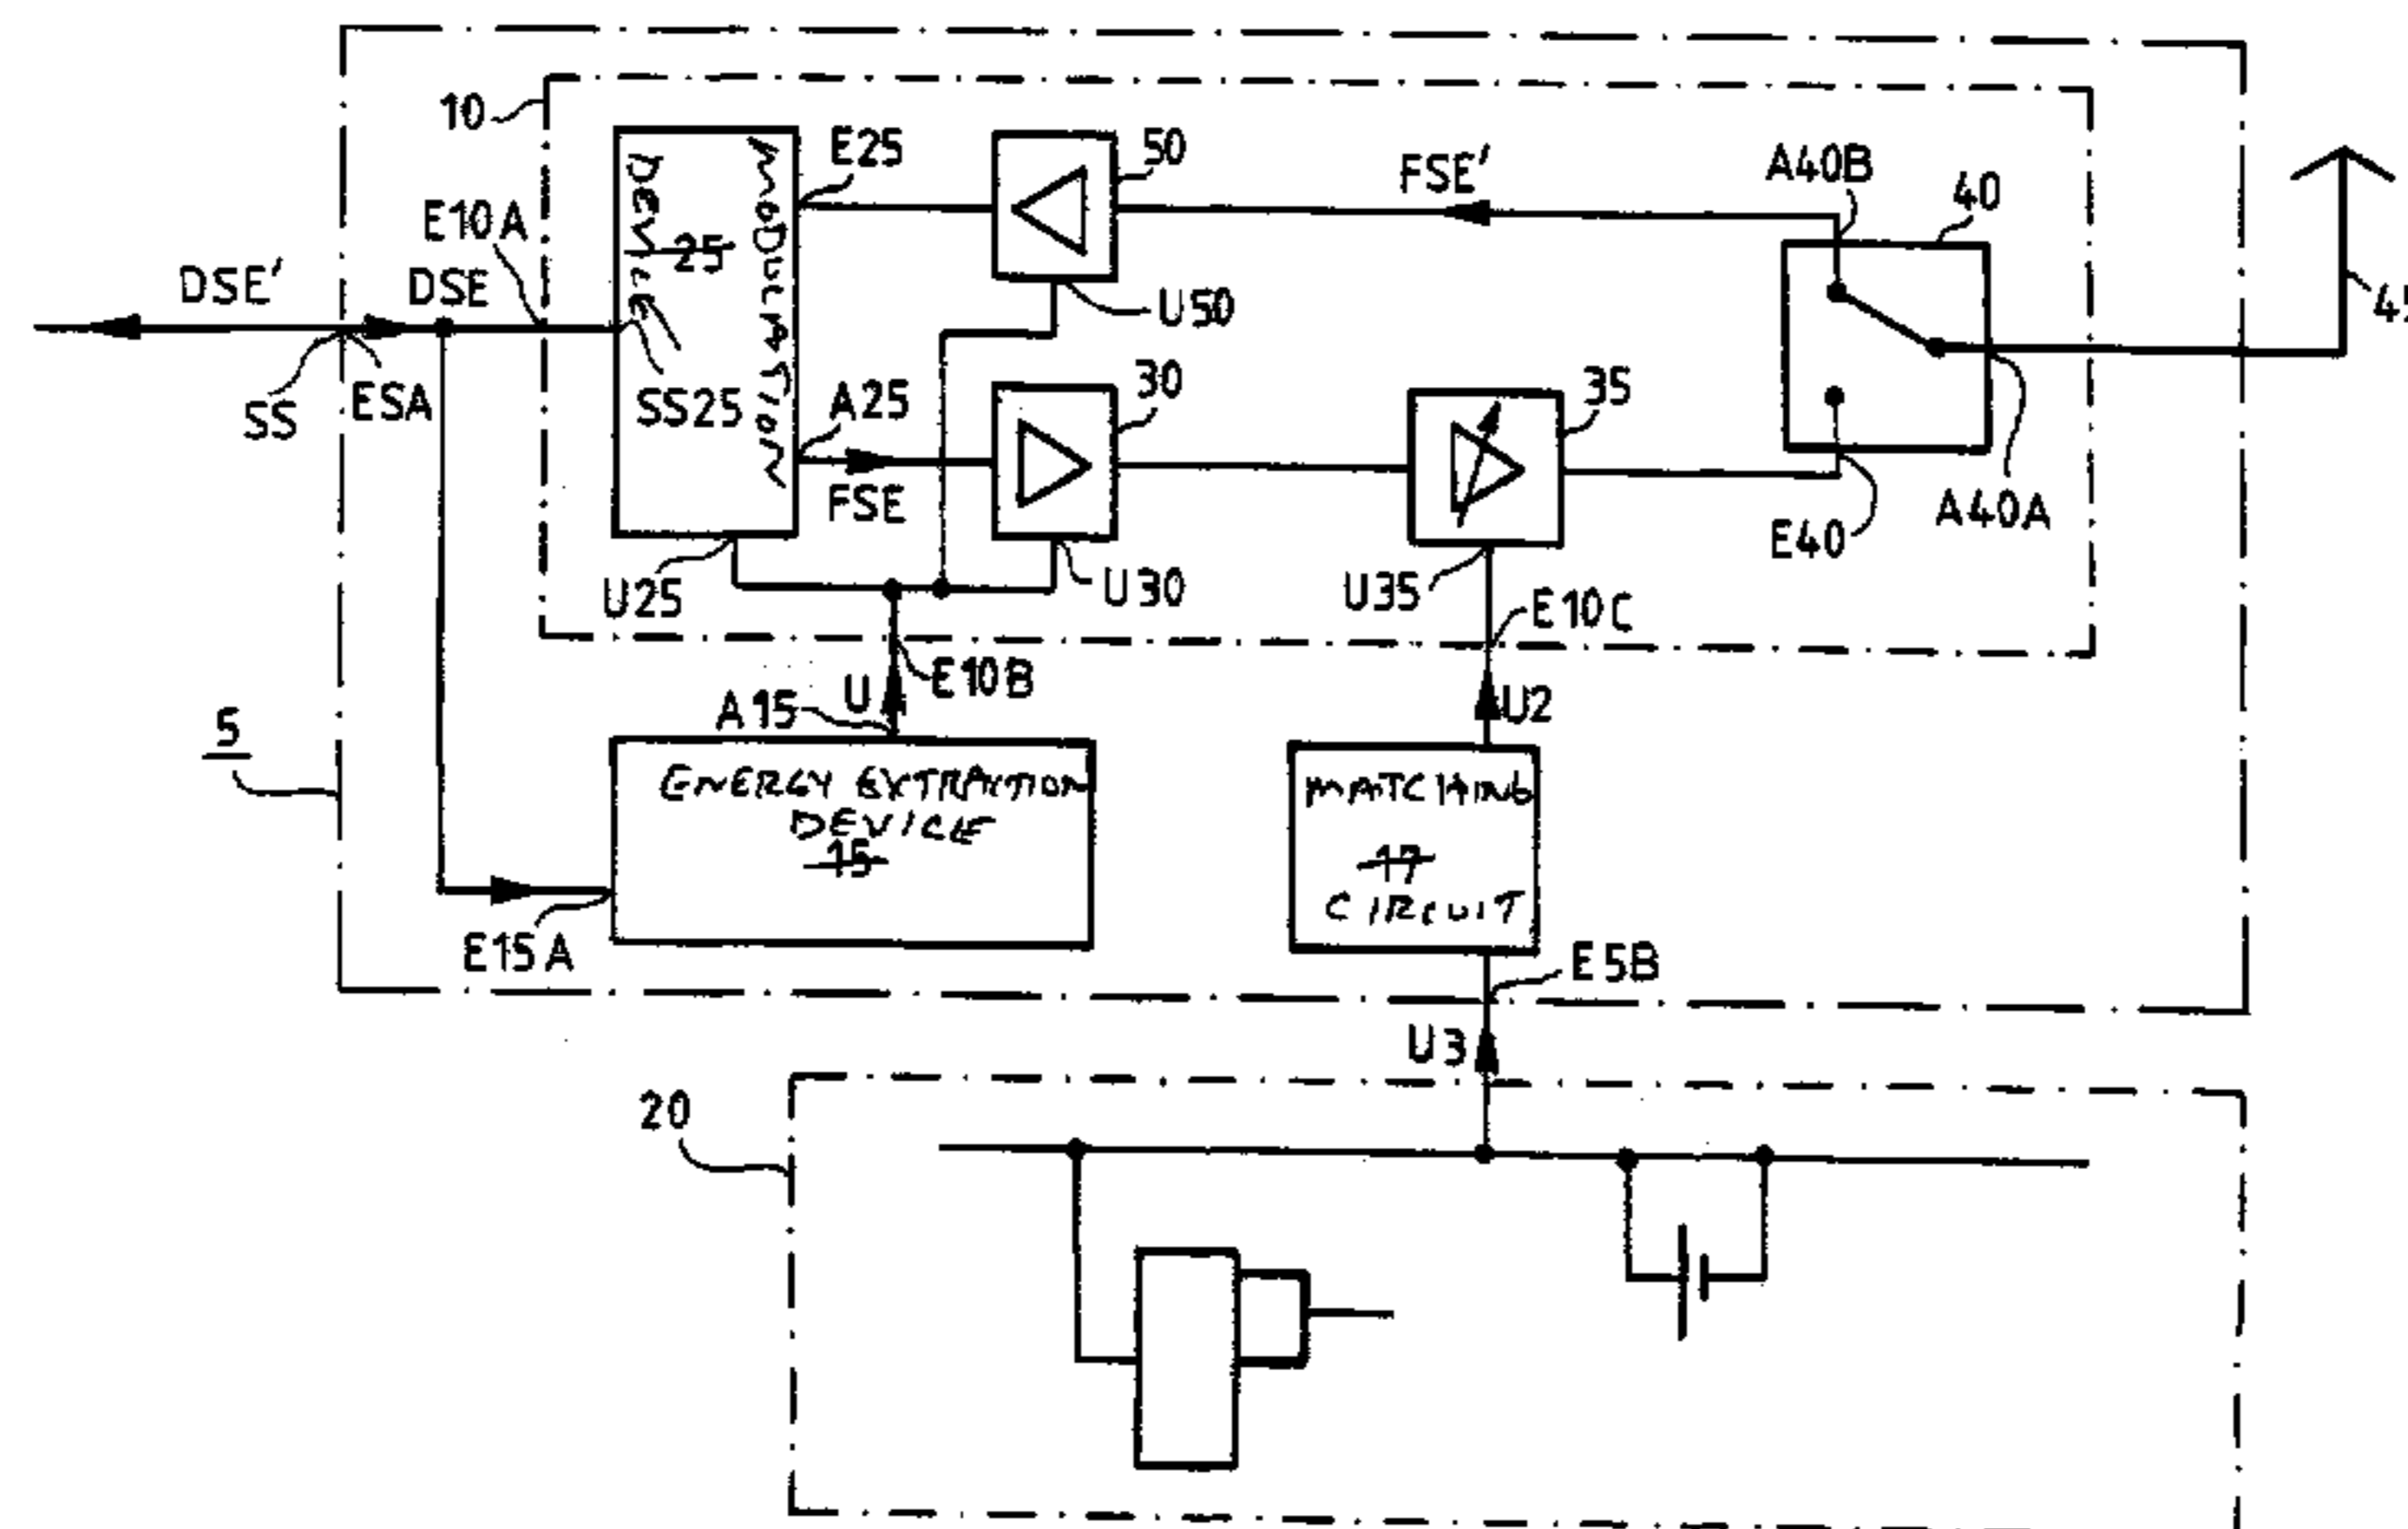 10
E25
50
FSE'
A40B
40
DEVICE
25
MODULATION
E10A
DSE'
DSE
U50
45
SS
ESA
SS25
A25
30
35
FSE
E40
A40A
U25
U30
U35
E10C
E10B
U
A15
U2
5
ENERGY EXTRACTION
DEVICE
15
MATCHING
17
CIRCUIT
E15A
E5B
U3
20